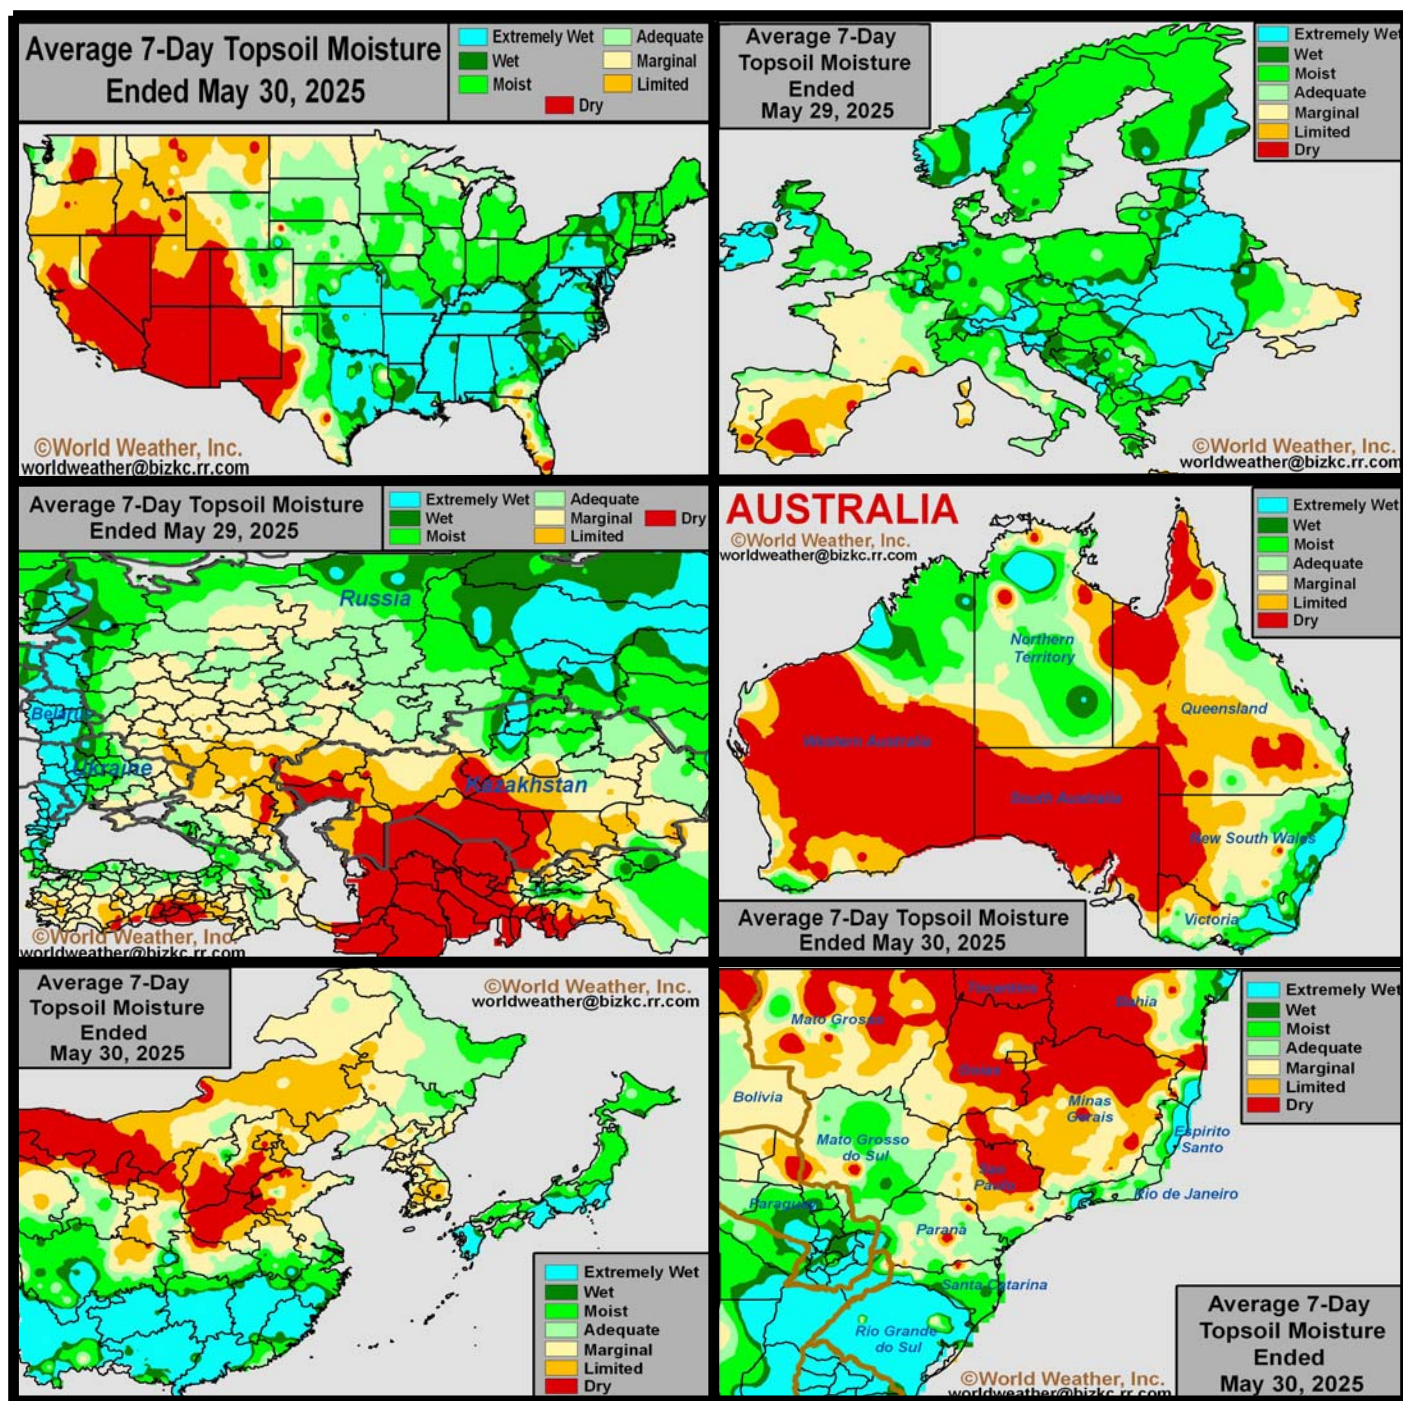 Average 7-Day Topsoil Moisture
Ended May 30, 2025
Extremely Wet
Adequate
Wet
Marginal
Moist
Limited
Dry
©World Weather, Inc.
worldweather@bizkc.rr.com
Average 7-Day
Topsoil Moisture
Ended
May 29, 2025
Extremely Wet
Wet
Moist
Adequate
Marginal
Limited
Dry
©World Weather, Inc.
worldweather@bizkc.rr.com
Average 7-Day Topsoil Moisture
Ended May 29, 2025
Extremely Wet
Adequate
Wet
Marginal
Dry
Moist
Limited
Russia
Belarus
Ukraine
Kazakhstan
©World Weather, Inc.
worldweather@bizkc.rr.com
AUSTRALIA
©World Weather, Inc.
worldweather@bizkc.rr.com
Extremely Wet
Wet
Moist
Adequate
Marginal
Limited
Dry
Northern
Territory
Queensland
Western Australia
South Australia
New South Wales
Victoria
Average 7-Day Topsoil Moisture
Ended May 30, 2025
Average 7-Day
Topsoil Moisture
Ended
May 30, 2025
©World Weather, Inc.
worldweather@bizkc.rr.com
Extremely Wet
Wet
Moist
Adequate
Marginal
Limited
Dry
Tocantins
Bahia
Mato Grosso
Goias
Bolivia
Minas
Gerais
Mato Grosso
do Sul
Espirito
Santo
Sao
Paulo
Rio de Janeiro
Paraguay
Parana
Santa Catarina
Rio Grande
do Sul
Extremely Wet
Wet
Moist
Adequate
Marginal
Limited
Dry
©World Weather, Inc.
worldweather@bizkc.rr.com
Average 7-Day
Topsoil Moisture
Ended
May 30, 2025